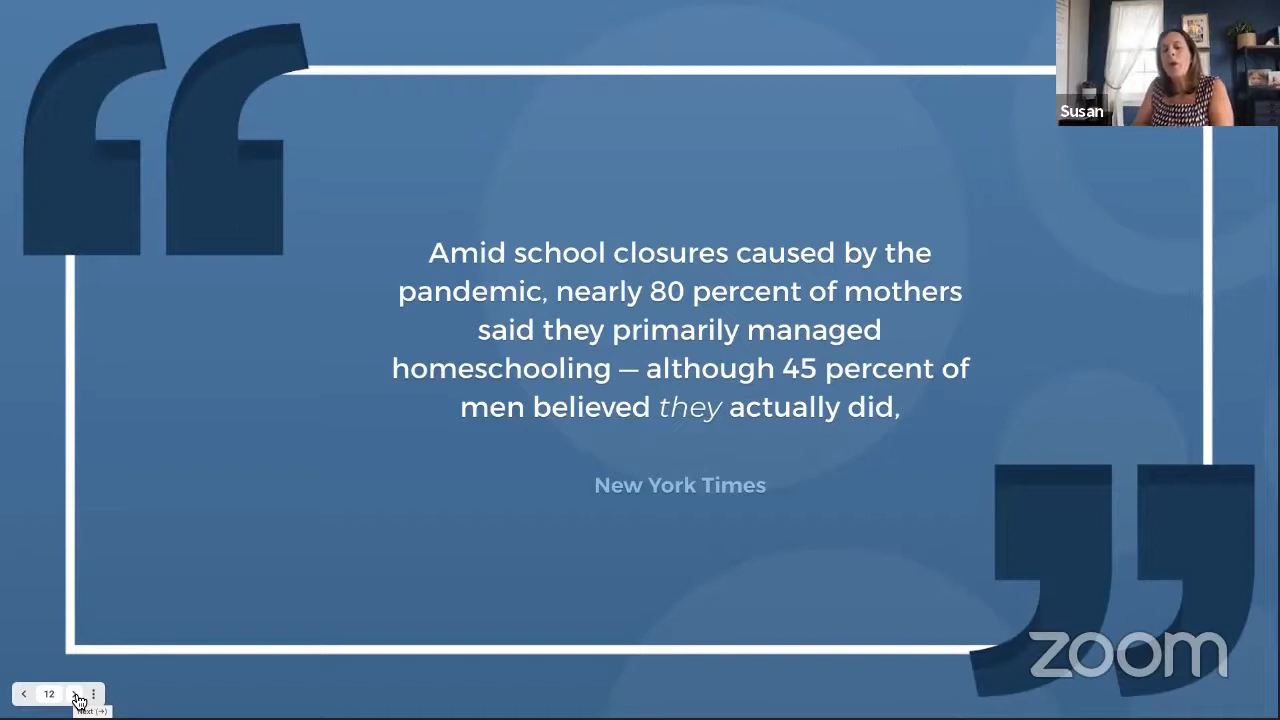 Susan
Amid school closures caused by the
pandemic, nearly 80 percent of mothers
said they primarily managed
homeschooling — although 45 percent of
men believed they actually did,
New York Times
zoom
12
Next (→)